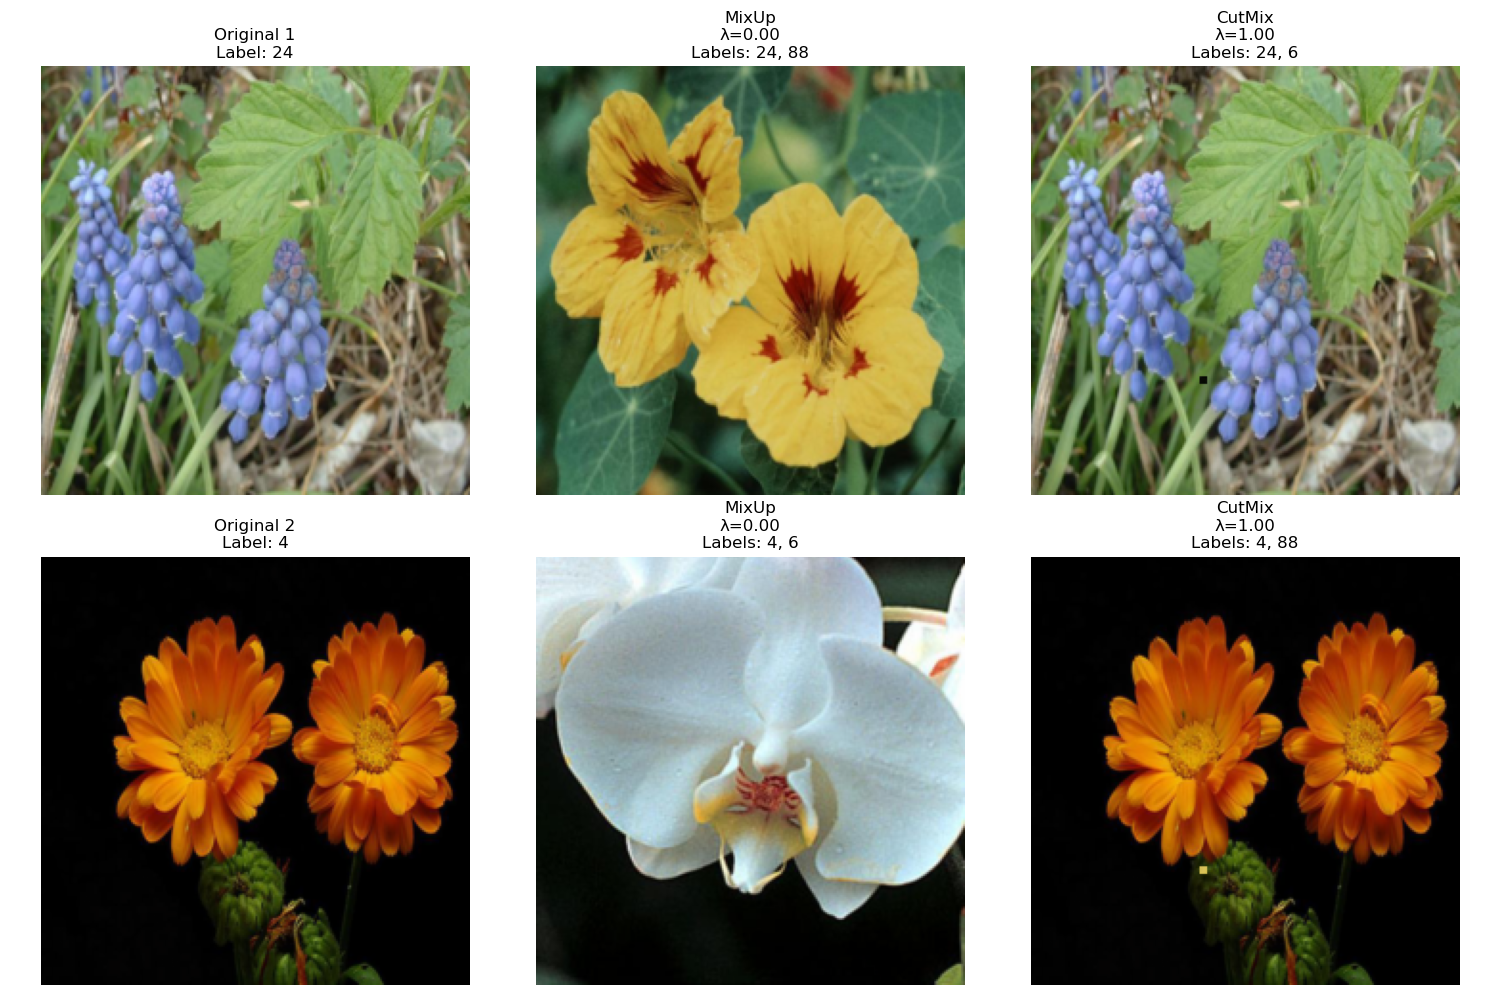 Original 1
Label: 24
MixUp
λ=0.00
Labels: 24, 88
CutMix
λ=1.00
Labels: 24, 6
Original 2
Label: 4
MixUp
λ=0.00
Labels: 4, 6
CutMix
λ=1.00
Labels: 4, 88